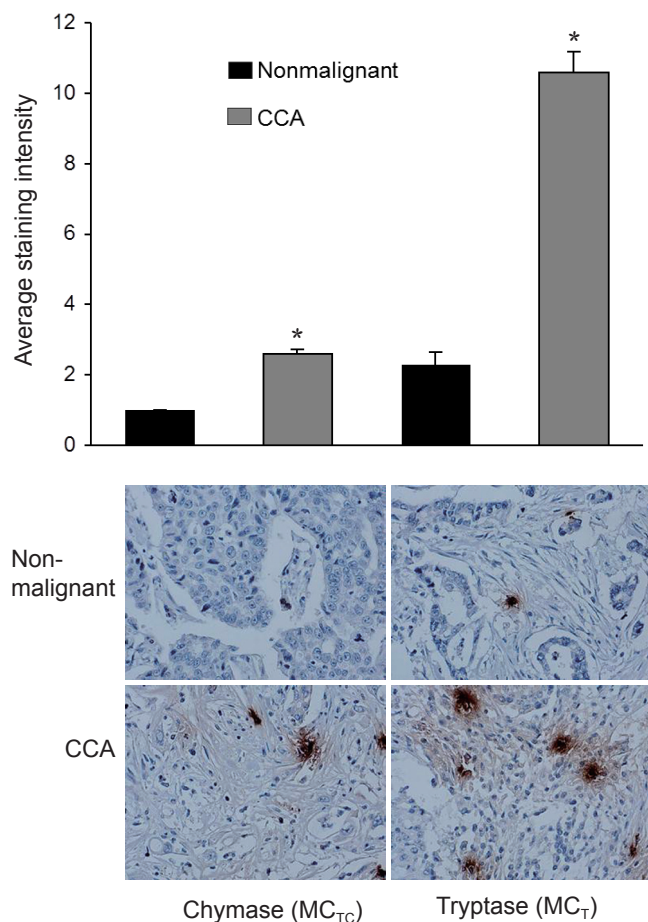 12
10
8
6
4
2
0
Average staining intensity
Nonmalignant
CCA
*
*
Non-
malignant
CCA
Chymase (MC_TC)
Tryptase (MC_T)